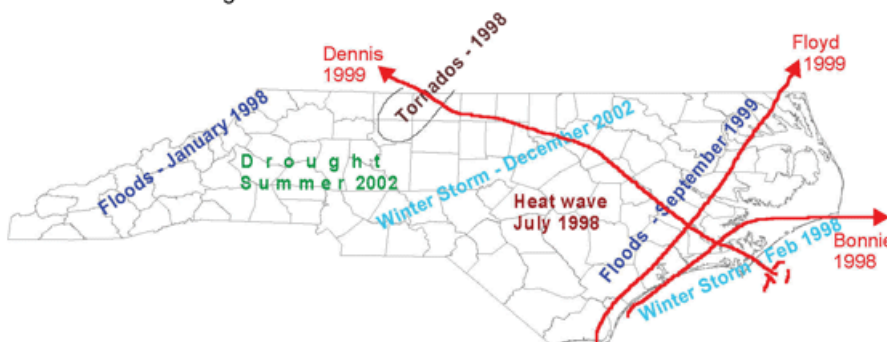 Dennis
1999
Tornados - 1998
Floyd
1999
Floods - January 1998
Drought
Summer 2002
Winter Storm - December 2002
Heat wave
July 1998
Floods - September 1999
Winter Storm - Feb 1998
Bonnie
1998